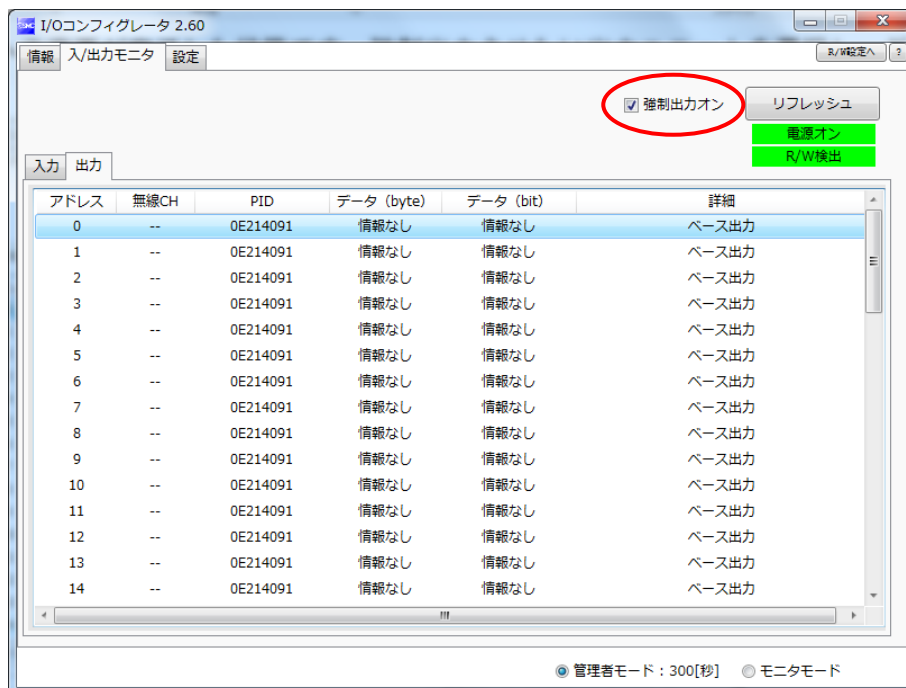 I/Oコンフィグレータ 2.60
情報 入/出力モニタ 設定 R/W設定へ ?
強制出力オン リフレッシュ
電源オン
R/W検出
入力 出力
アドレス 無線CH PID データ（byte） データ（bit） 詳細
0 -- 0E214091 情報なし 情報なし ベース出力
1 -- 0E214091 情報なし 情報なし ベース出力
2 -- 0E214091 情報なし 情報なし ベース出力
3 -- 0E214091 情報なし 情報なし ベース出力
4 -- 0E214091 情報なし 情報なし ベース出力
5 -- 0E214091 情報なし 情報なし ベース出力
6 -- 0E214091 情報なし 情報なし ベース出力
7 -- 0E214091 情報なし 情報なし ベース出力
8 -- 0E214091 情報なし 情報なし ベース出力
9 -- 0E214091 情報なし 情報なし ベース出力
10 -- 0E214091 情報なし 情報なし ベース出力
11 -- 0E214091 情報なし 情報なし ベース出力
12 -- 0E214091 情報なし 情報なし ベース出力
13 -- 0E214091 情報なし 情報なし ベース出力
14 -- 0E214091 情報なし 情報なし ベース出力
管理者モード：300[秒] モニタモード